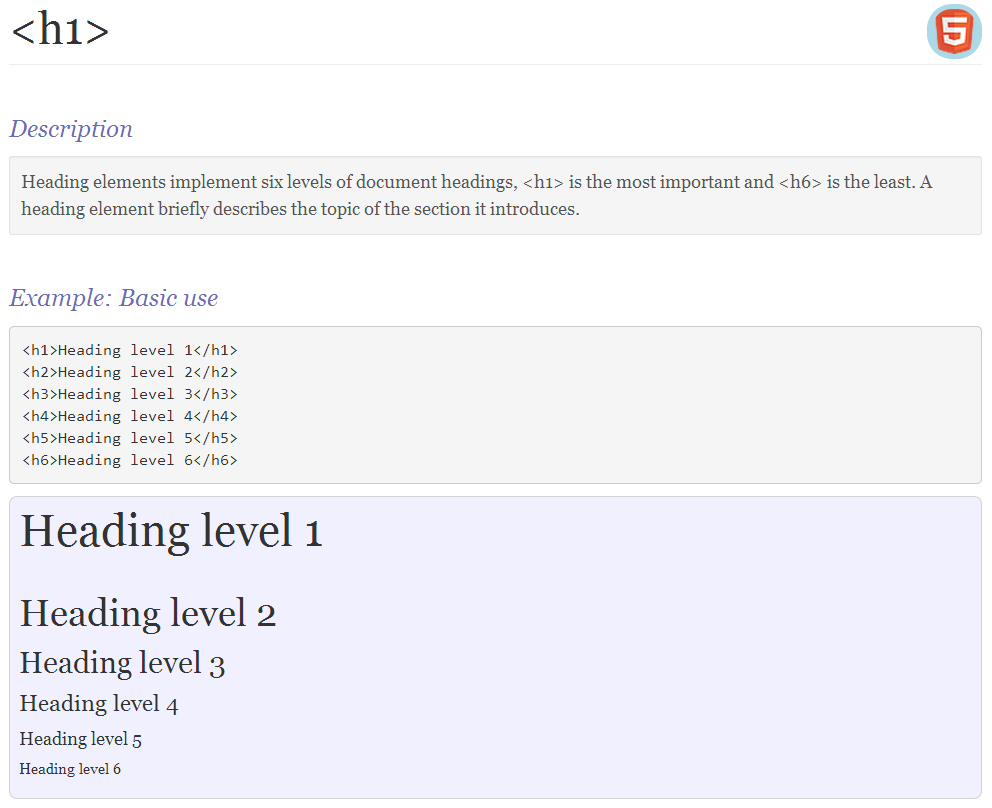 <h1>
5
Description
Heading elements implement six levels of document headings, <h1> is the most important and <h6> is the least. A
heading element briefly describes the topic of the section it introduces.
Example: Basic use
<h1>Heading level 1</h1>
<h2>Heading level 2</h2>
<h3>Heading level 3</h3>
<h4>Heading level 4</h4>
<h5>Heading level 5</h5>
<h6>Heading level 6</h6>
Heading level 1
Heading level 2
Heading level 3
Heading level 4
Heading level 5
Heading level 6